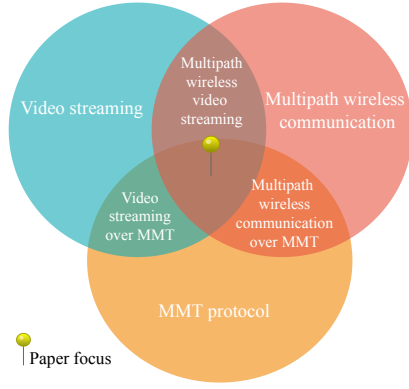 Multipath
wireless
video
streaming
Video streaming
Multipath wireless
communication
Video
streaming
over MMT
Multipath
wireless
communication
over MMT
MMT protocol
Paper focus